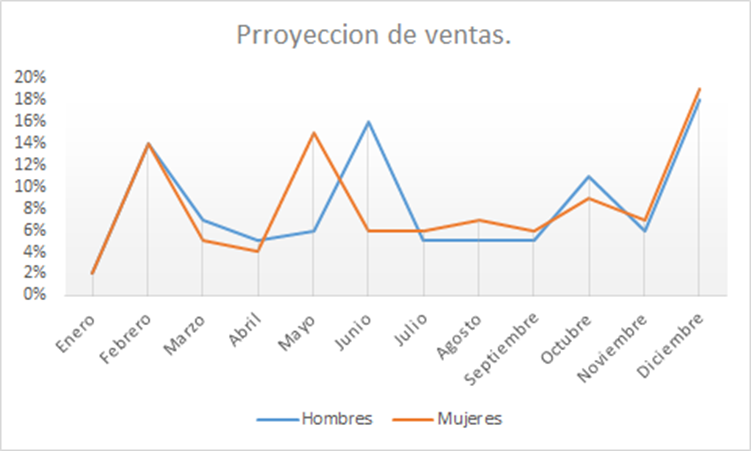 Prroyeccion de ventas.
20%
18%
16%
14%
12%
10%
8%
6%
4%
2%
0%
Enero
Febrero
Marzo
Abril
Mayo
Junio
Julio
Agosto
Septiembre
Octubre
Noviembre
Diciembre
Hombres Mujeres